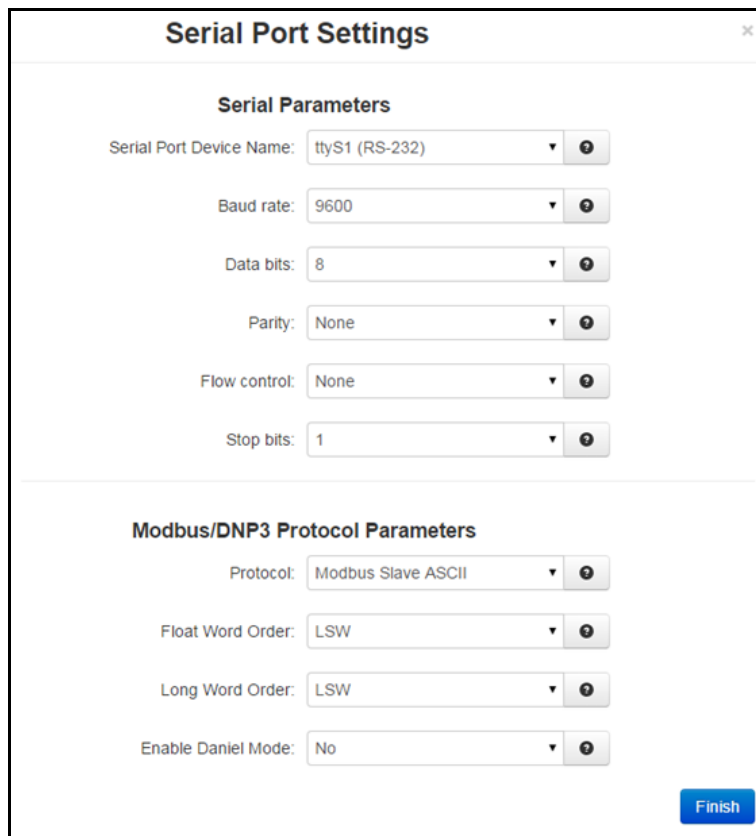 Serial Port Settings ×
Serial Parameters
Serial Port Device Name: ttyS1 (RS-232)
Baud rate: 9600
Data bits: 8
Parity: None
Flow control: None
Stop bits: 1
Modbus/DNP3 Protocol Parameters
Protocol: Modbus Slave ASCII
Float Word Order: LSW
Long Word Order: LSW
Enable Daniel Mode: No
Finish